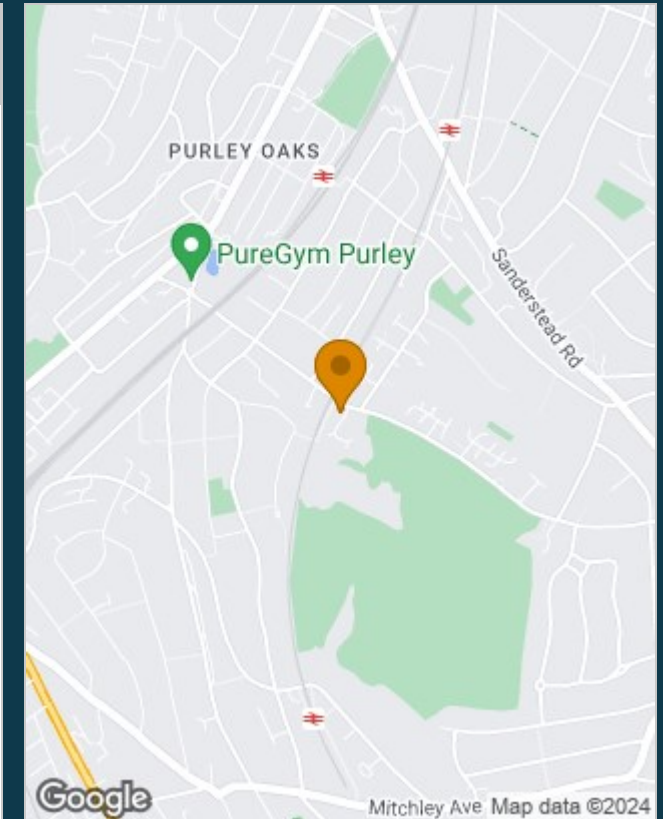 PURLEY OAKS
PureGym Purley
Sanderstead Rd
Google
Mitchley Ave
Map data ©2024